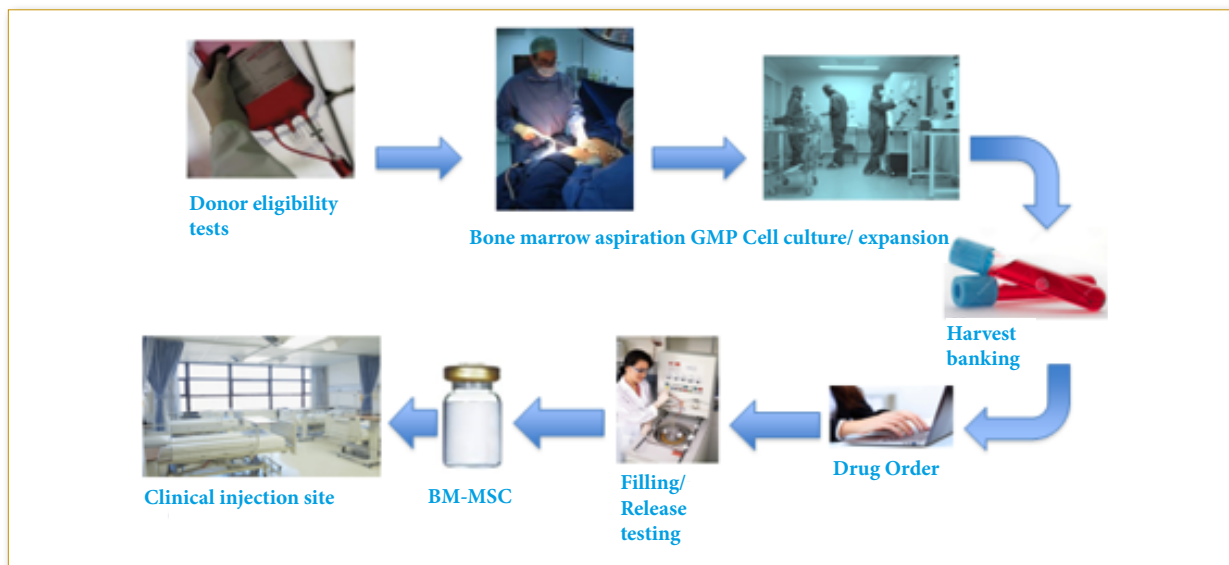 Donor eligibility
tests
Bone marrow aspiration GMP Cell culture/ expansion
Harvest
banking
Drug Order
Filling/
Release
testing
BM-MSC
Clinical injection site